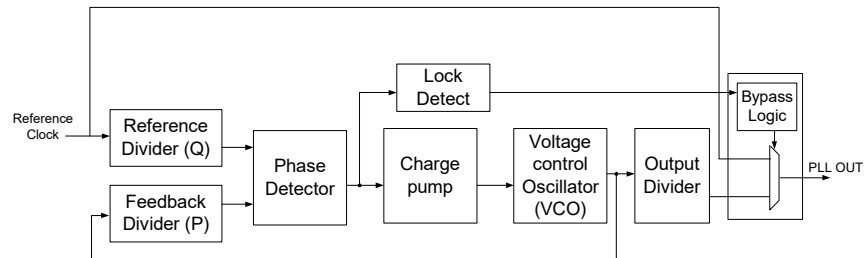 Reference
Clock
Reference
Divider (Q)
Feedback
Divider (P)
Phase
Detector
Lock
Detect
Charge
pump
Voltage
control
Oscillator
(VCO)
Output
Divider
Bypass
Logic
PLL OUT